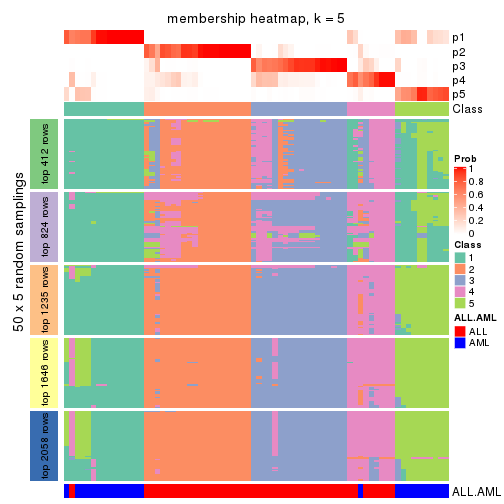 membership heatmap, k = 5
p1
p2
p3
p4
p5
Class
50 x 5 random samplings
top 412 rows
top 824 rows
top 1235 rows
top 1646 rows
top 2058 rows
ALL.AML
Prob
1
0.8
0.6
0.4
0.2
0
Class
1
2
3
4
5
ALL.AML
ALL
AML